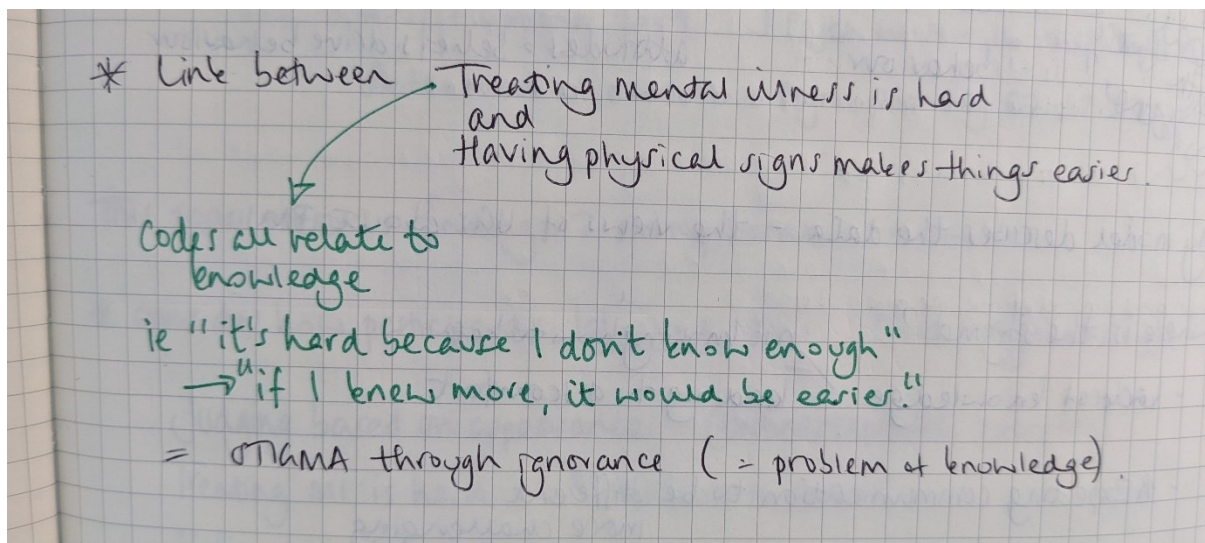 * Link between Treating mental illness is hard
and
Having physical signs makes things easier.
Codes all relate to
knowledge
ie "it's hard because I don't know enough"
→ "if I knew more, it would be easier."
= STIGMA through ignorance (= problem of knowledge).